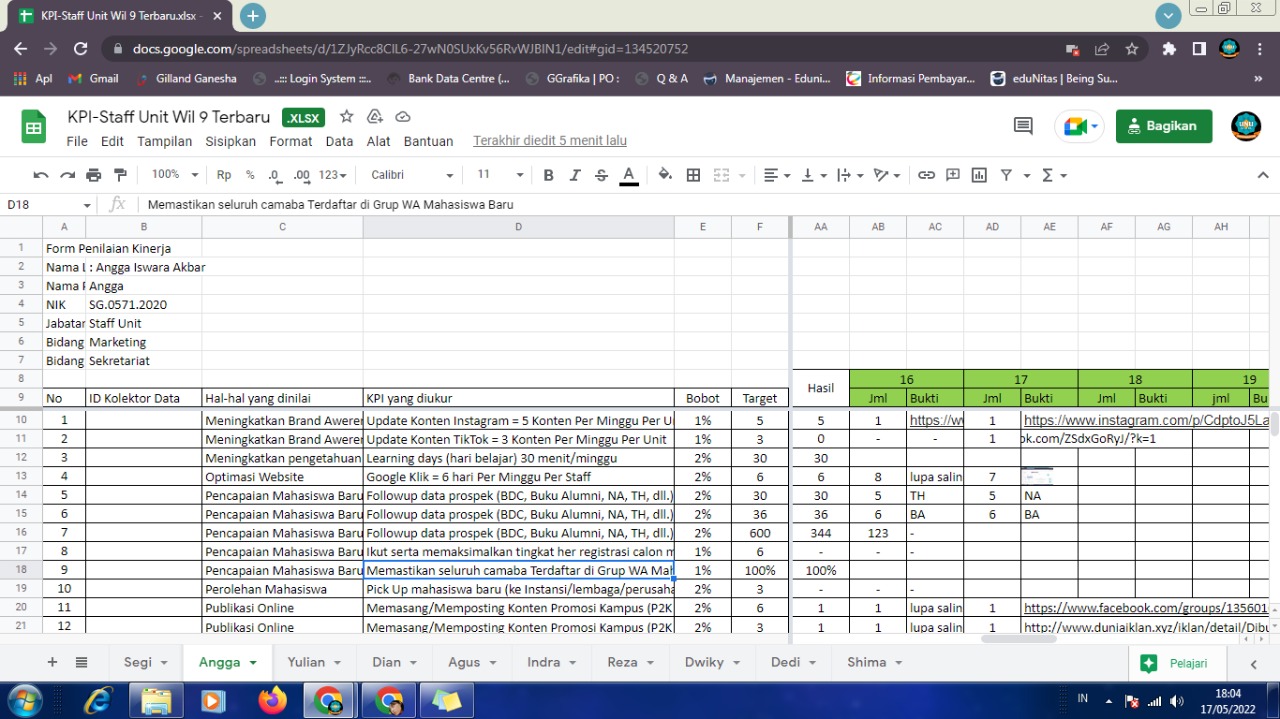 KPI-Staff Unit Wil 9 Terbaru.xlsx -
docs.google.com/spreadsheets/d/1ZJyRcc8CIL6-27wN0SUxKv56RvWJBIN1/edit#gid=134520752
Apl Gmail Gilland Ganesha ..::: Login System :::.. Bank Data Centre (... GGrafika | PO : Q & A Manajemen - Eduni... Informasi Pembayar... eduNitas | Being Su... »
KPI-Staff Unit Wil 9 Terbaru .XLSX
Bagikan
File Edit Tampilan Sisipkan Format Data Alat Bantuan Terakhir diedit 5 menit lalu
100% Rp % .0 .00 123 Calibri 11 B I S A
D18 fx Memastikan seluruh camaba Terdaftar di Grup WA Mahasiswa Baru
A B C D E F AA AB AC AD AE AF AG AH
1 Form Penilaian Kinerja
2 Nama L : Angga Iswara Akbar
3 Nama F Angga
4 NIK SG.0571.2020
5 Jabatar Staff Unit
6 Bidang Marketing
7 Bidang Sekretariat
8 Hasil 16 17 18 19
9 No ID Kolektor Data Hal-hal yang dinilai KPI yang diukur Bobot Target Jml Bukti Jml Bukti Jml Bukti jml Bu
10 1 Meningkatkan Brand Awerer Update Konten Instagram = 5 Konten Per Minggu Per U 1% 5 5 1 https://w 1 https://www.instagram.com/p/CdptoJ5La
11 2 Meningkatkan Brand Awerer Update Konten TikTok = 3 Konten Per Minggu Per Unit 1% 3 0 - - 1 ok.com/ZSdxGoRyJ/?k=1
12 3 Meningkatkan pengetahuan Learning days (hari belajar) 30 menit/minggu 2% 30 30
13 4 Optimasi Website Google Klik = 6 hari Per Minggu Per Staff 2% 6 6 8 lupa salin 7
14 5 Pencapaian Mahasiswa Baru Followup data prospek (BDC, Buku Alumni, NA, TH, dll.) 2% 30 30 5 TH 5 NA
15 6 Pencapaian Mahasiswa Baru Followup data prospek (BDC, Buku Alumni, NA, TH, dll.) 2% 36 36 6 BA 6 BA
16 7 Pencapaian Mahasiswa Baru Followup data prospek (BDC, Buku Alumni, NA, TH, dll.) 2% 600 344 123 -
17 8 Pencapaian Mahasiswa Baru Ikut serta memaksimalkan tingkat her registrasi calon m 1% 6 - - -
18 9 Pencapaian Mahasiswa Baru Memastikan seluruh camaba Terdaftar di Grup WA Mah 1% 100% 100%
19 10 Perolehan Mahasiswa Pick Up mahasiswa baru (ke Instansi/lembaga/perusaha 2% 3 - - -
20 11 Publikasi Online Memasang/Memposting Konten Promosi Kampus (P2K 2% 6 1 1 lupa salin 1 https://www.facebook.com/groups/135601
21 12 Publikasi Online Memasang/Memposting Konten Promosi Kampus (P2K 2% 3 1 1 lupa salin 1 http://www.duniaiklan.xyz/iklan/detail/Dibu
Segi Angga Yulian Dian Agus Indra Reza Dwiky Dedi Shima Pelajari
IN 18:04
17/05/2022